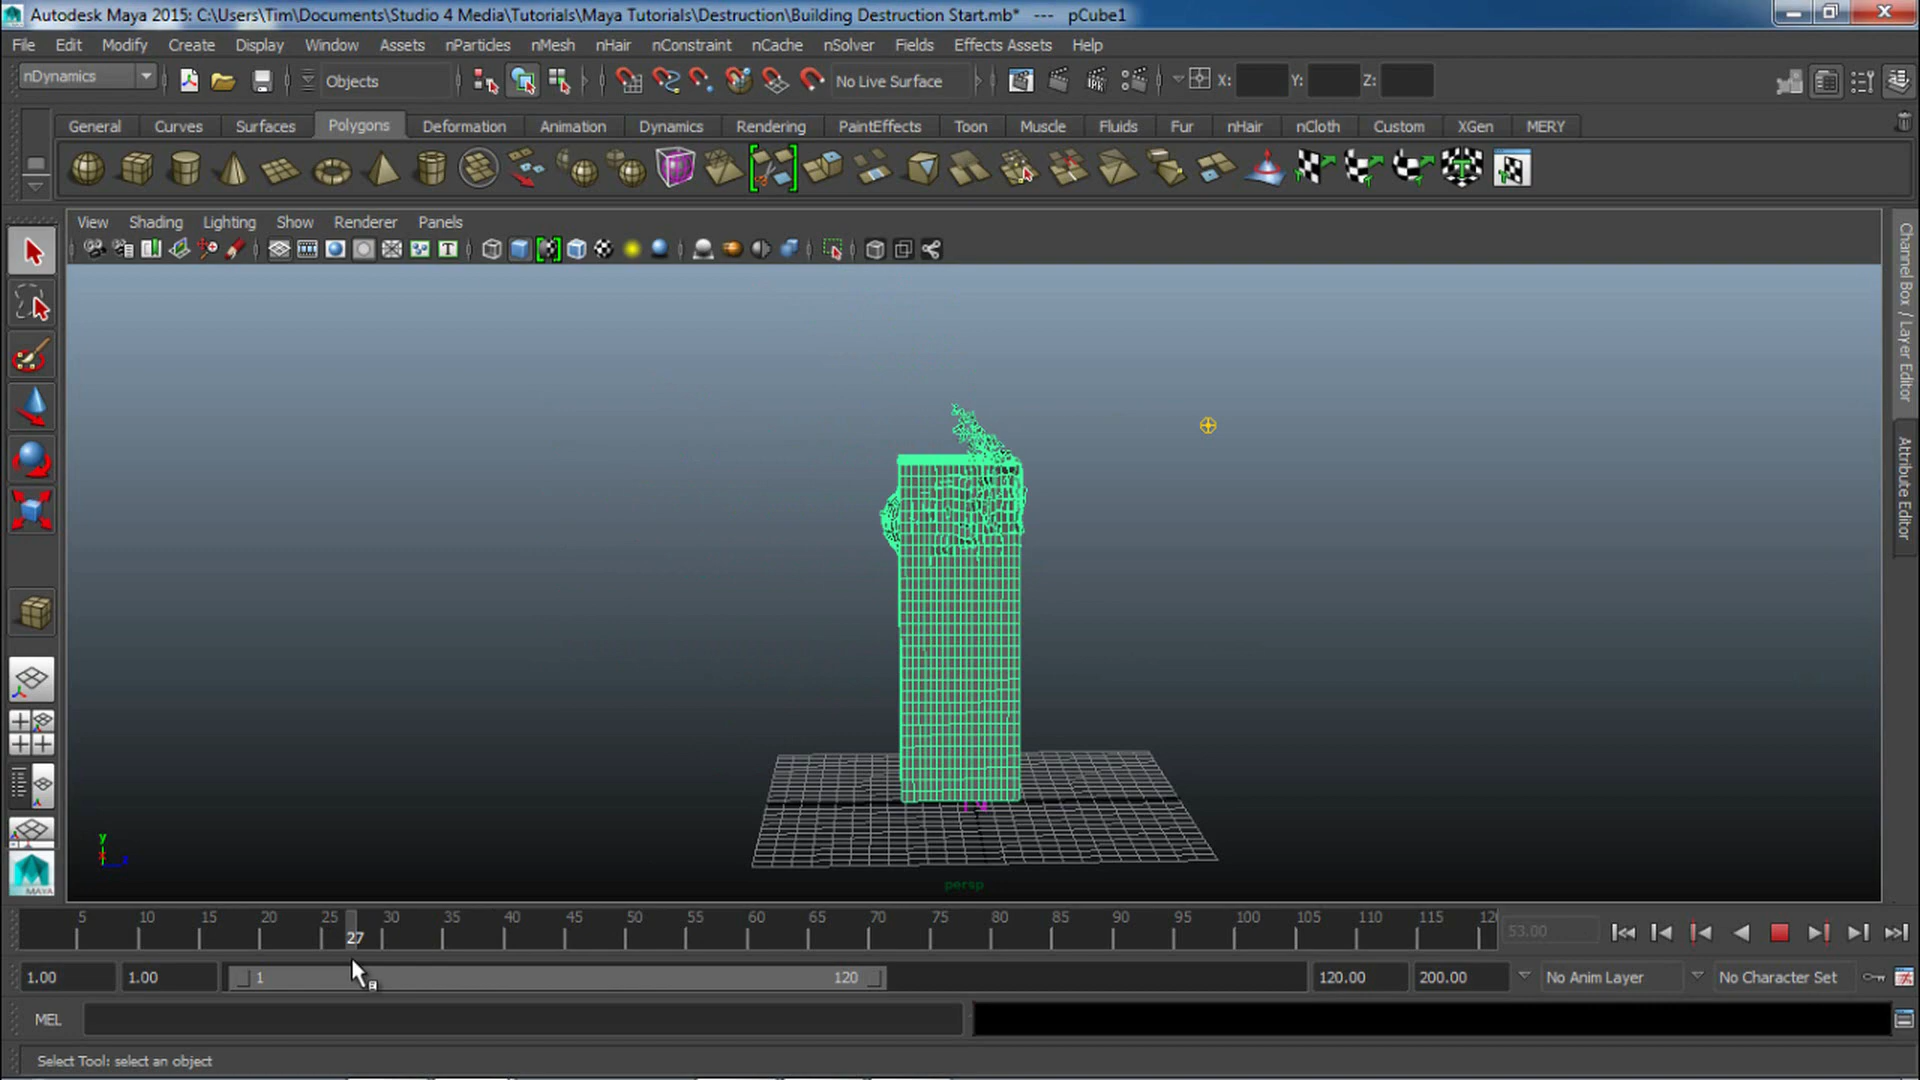 Autodesk Maya 2015: C:\Users\Tim\Documents\Studio 4 Media\Tutorials\Maya Tutorials\Destruction\Building Destruction Start.mb* --- pCube1
File Edit Modify Create Display Window Assets nParticles nMesh nHair nConstraint nCache nSolver Fields Effects Assets Help
nDynamics Objects No Live Surface X: Y: Z:
General Curves Surfaces Polygons Deformation Animation Dynamics Rendering PaintEffects Toon Muscle Fluids Fur nHair nCloth Custom XGen MERY
View Shading Lighting Show Renderer Panels
Channel Box / Layer Editor
Attribute Editor
y
persp
MAYA
5 10 15 20 25 30 35 40 45 50 55 60 65 70 75 80 85 90 95 100 105 110 115 12
27
53.00
1.00 1.00 1 120 120.00 200.00 No Anim Layer No Character Set
MEL
Select Tool: select an object